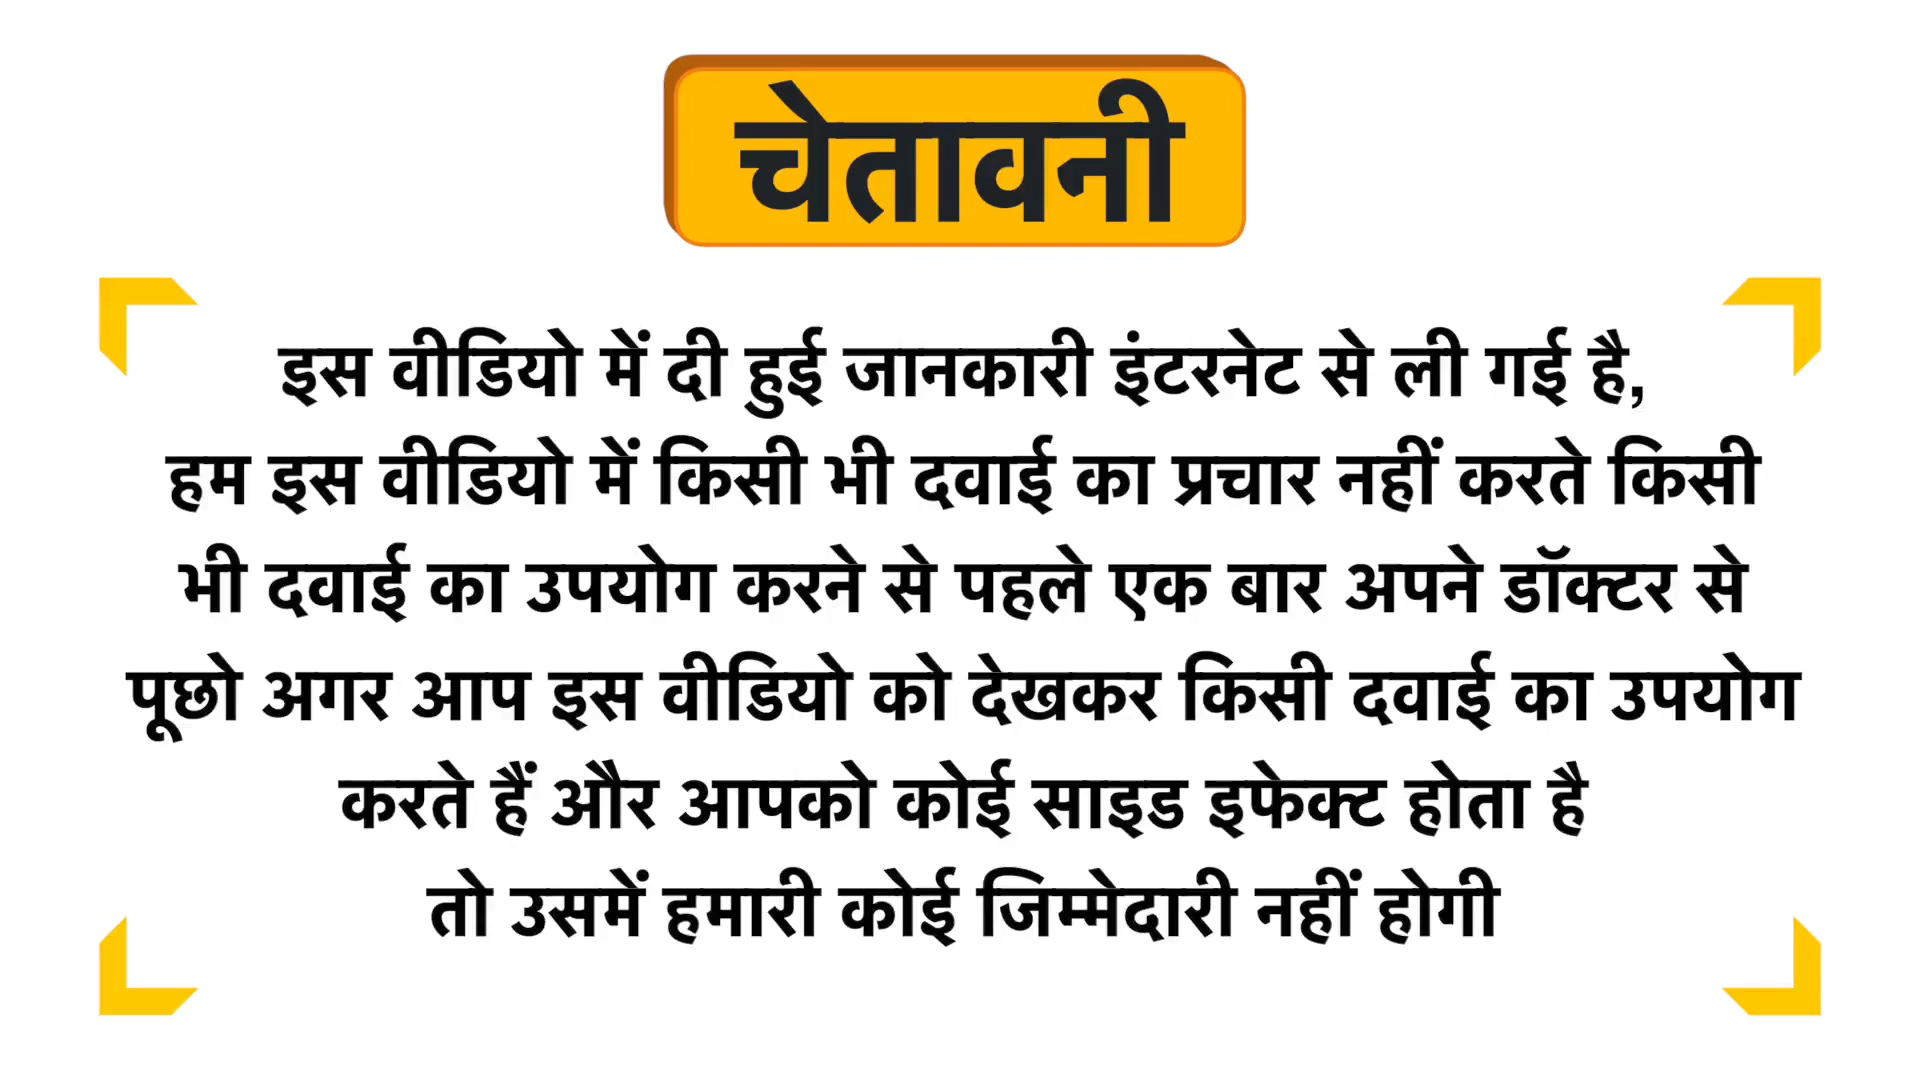 चेतावनी
इस वीडियो में दी हुई जानकारी इंटरनेट से ली गई है,
हम इस वीडियो में किसी भी दवाई का प्रचार नहीं करते किसी
भी दवाई का उपयोग करने से पहले एक बार अपने डॉक्टर से
पूछो अगर आप इस वीडियो को देखकर किसी दवाई का उपयोग
करते हैं और आपको कोई साइड इफेक्ट होता है
तो उसमें हमारी कोई जिम्मेदारी नहीं होगी